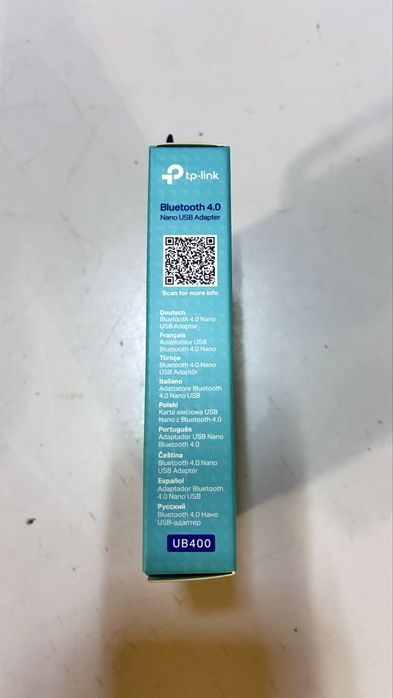 tp-link
Bluetooth 4.0
Nano USB Adapter
Scan for more info
Deutsch
Bluetooth 4.0 Nano
USB Adapter
Français
Adaptateur USB
Bluetooth 4.0 Nano
Türkçe
Bluetooth 4.0 Nano
USB Adaptör
Italiano
Adattatore Bluetooth
4.0 Nano USB
Polski
Karta sieciowa USB
Nano z Bluetooth 4.0
Português
Adaptador USB Nano
Bluetooth 4.0
Čeština
Bluetooth 4.0 Nano
USB Adaptér
Español
Adaptador Bluetooth
4.0 Nano USB
Русский
Bluetooth 4.0 Нано
USB-адаптер
UB400